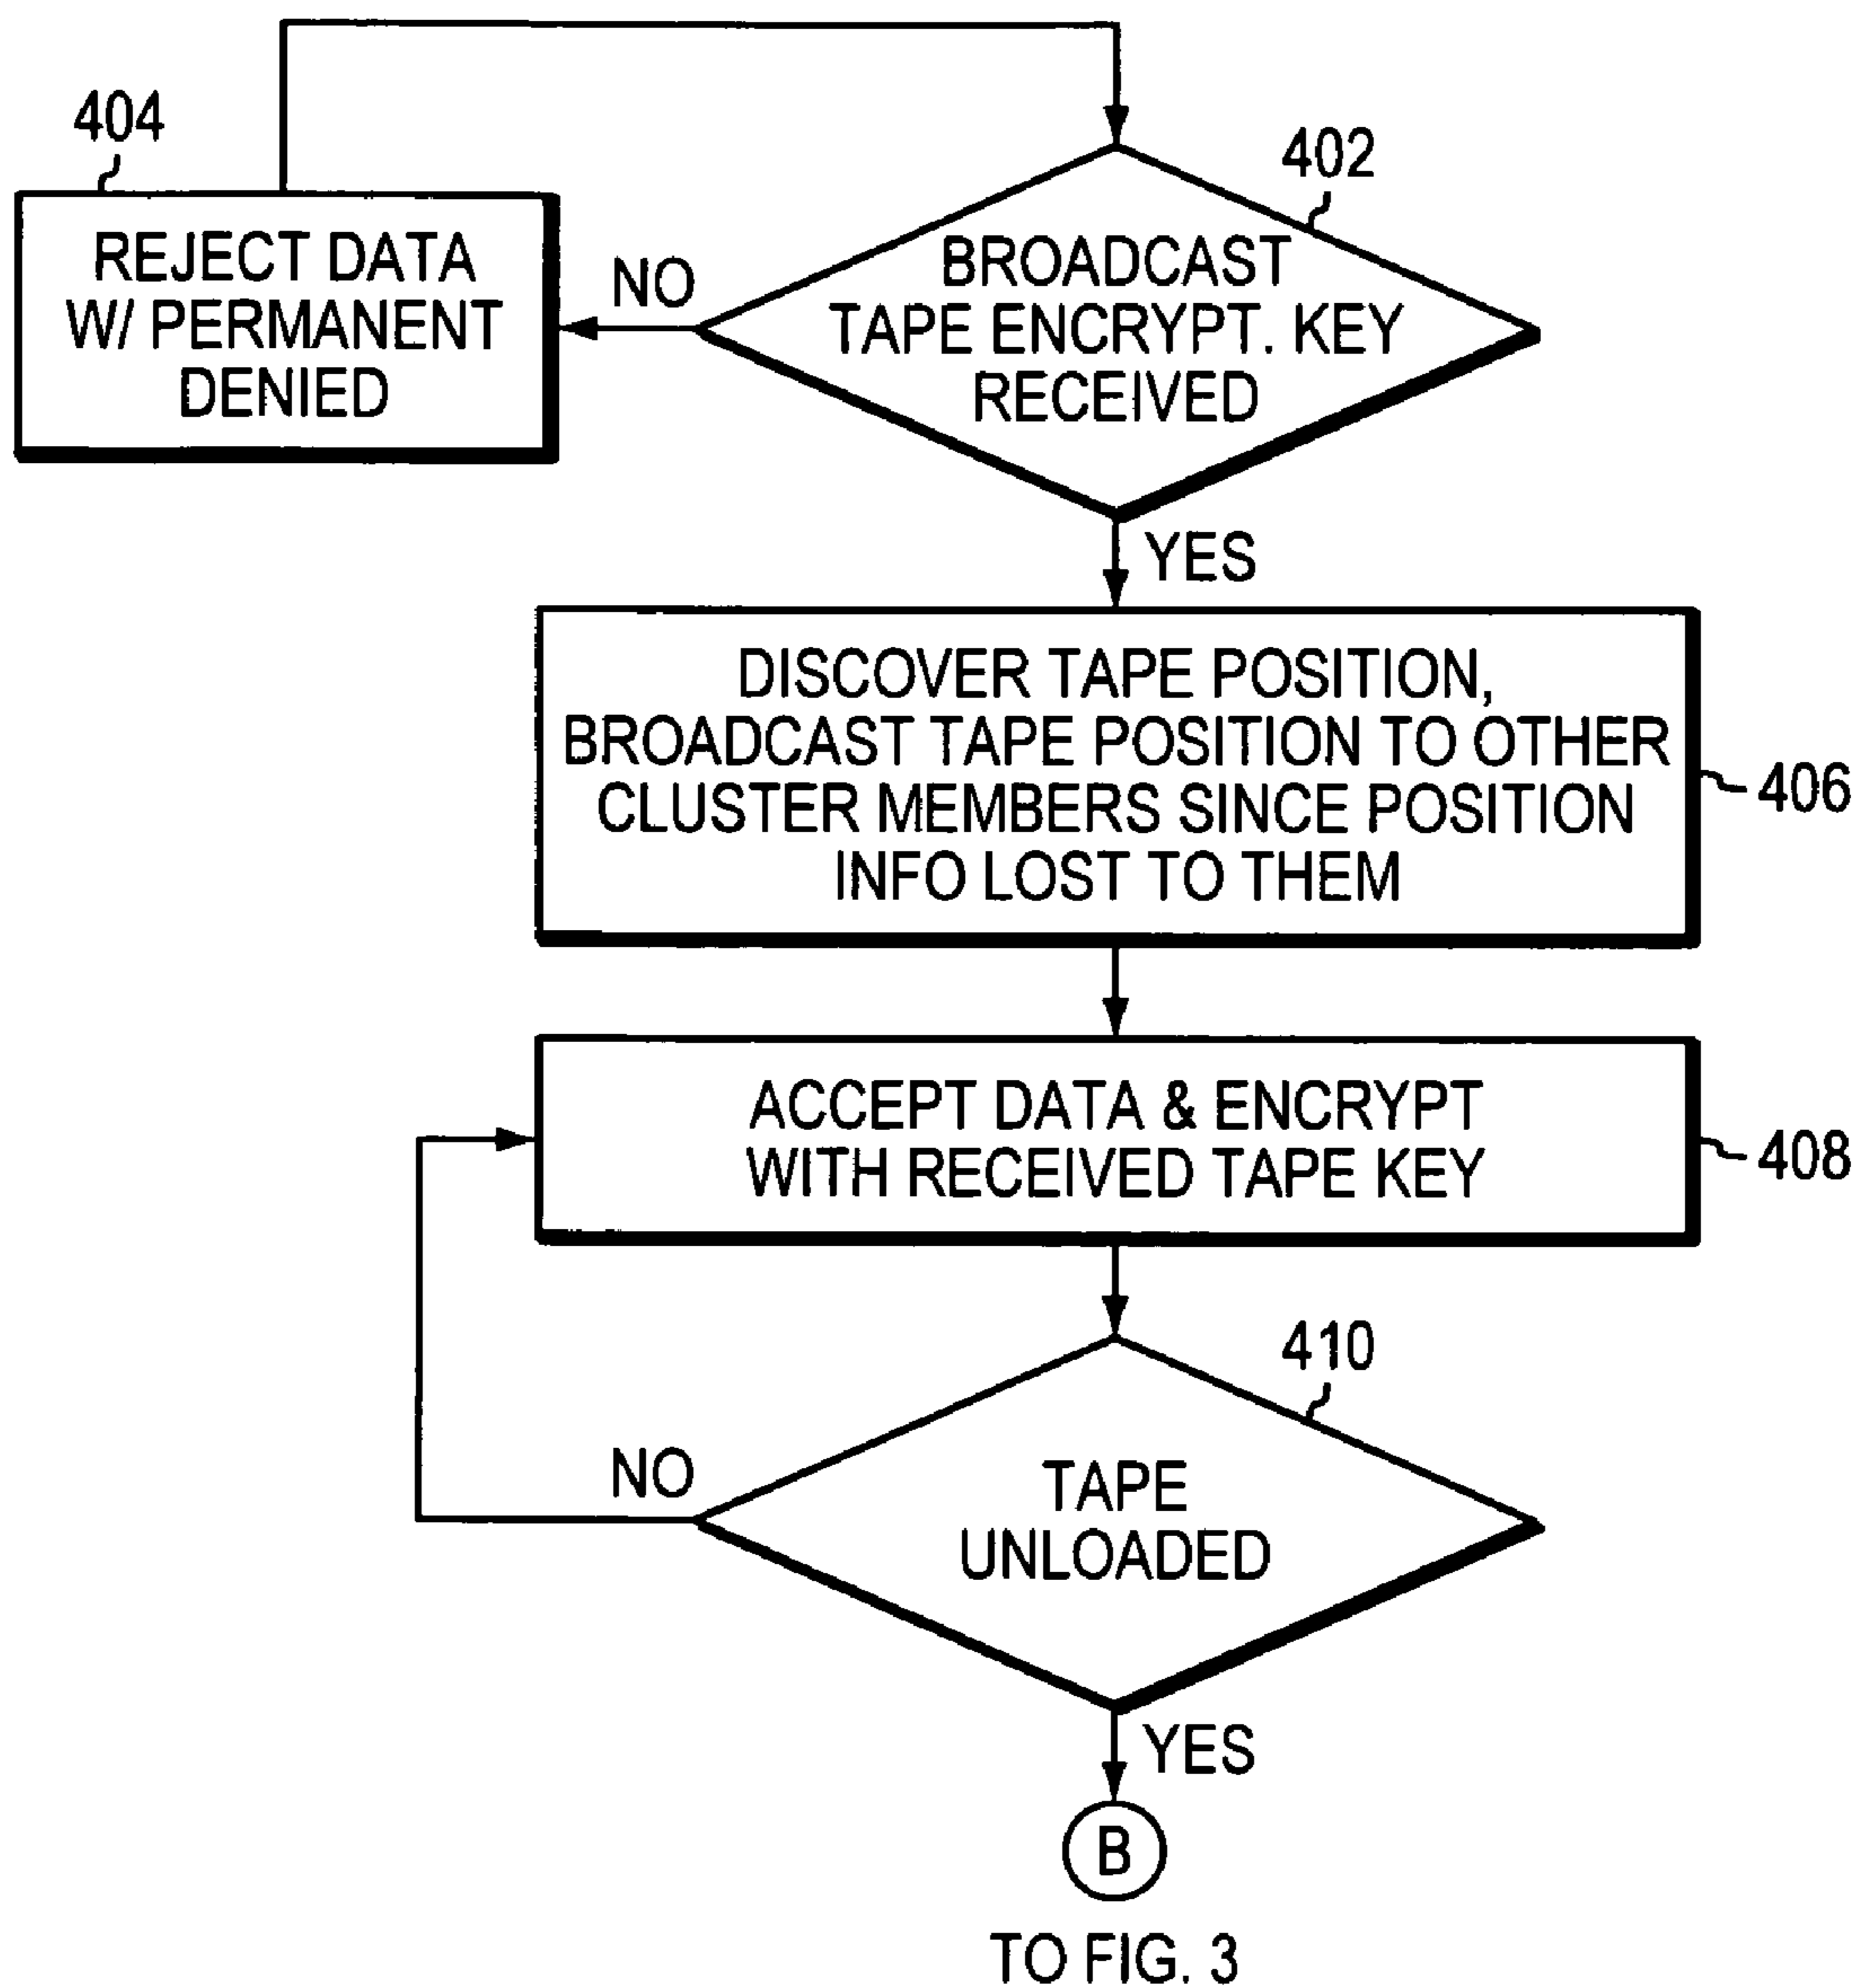 404
402
REJECT DATA
W/ PERMANENT
DENIED
NO
BROADCAST
TAPE ENCRYPT. KEY
RECEIVED
YES
DISCOVER TAPE POSITION,
BROADCAST TAPE POSITION TO OTHER
CLUSTER MEMBERS SINCE POSITION
INFO LOST TO THEM
406
ACCEPT DATA & ENCRYPT
WITH RECEIVED TAPE KEY
408
410
NO
TAPE
UNLOADED
YES
B
TO FIG. 3